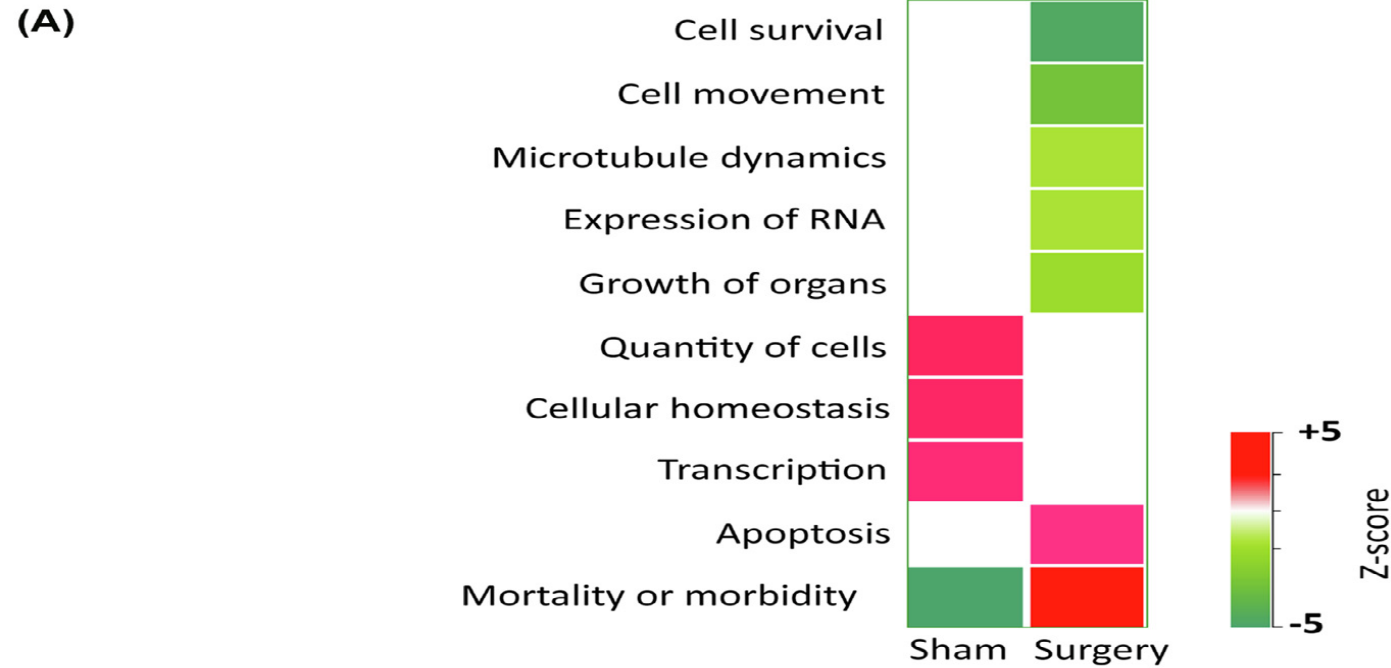 (A)
Cell survival
Cell movement
Microtubule dynamics
Expression of RNA
Growth of organs
Quantity of cells
Cellular homeostasis
Transcription
Apoptosis
Mortality or morbidity
Sham Surgery
+5
-5
Z-score